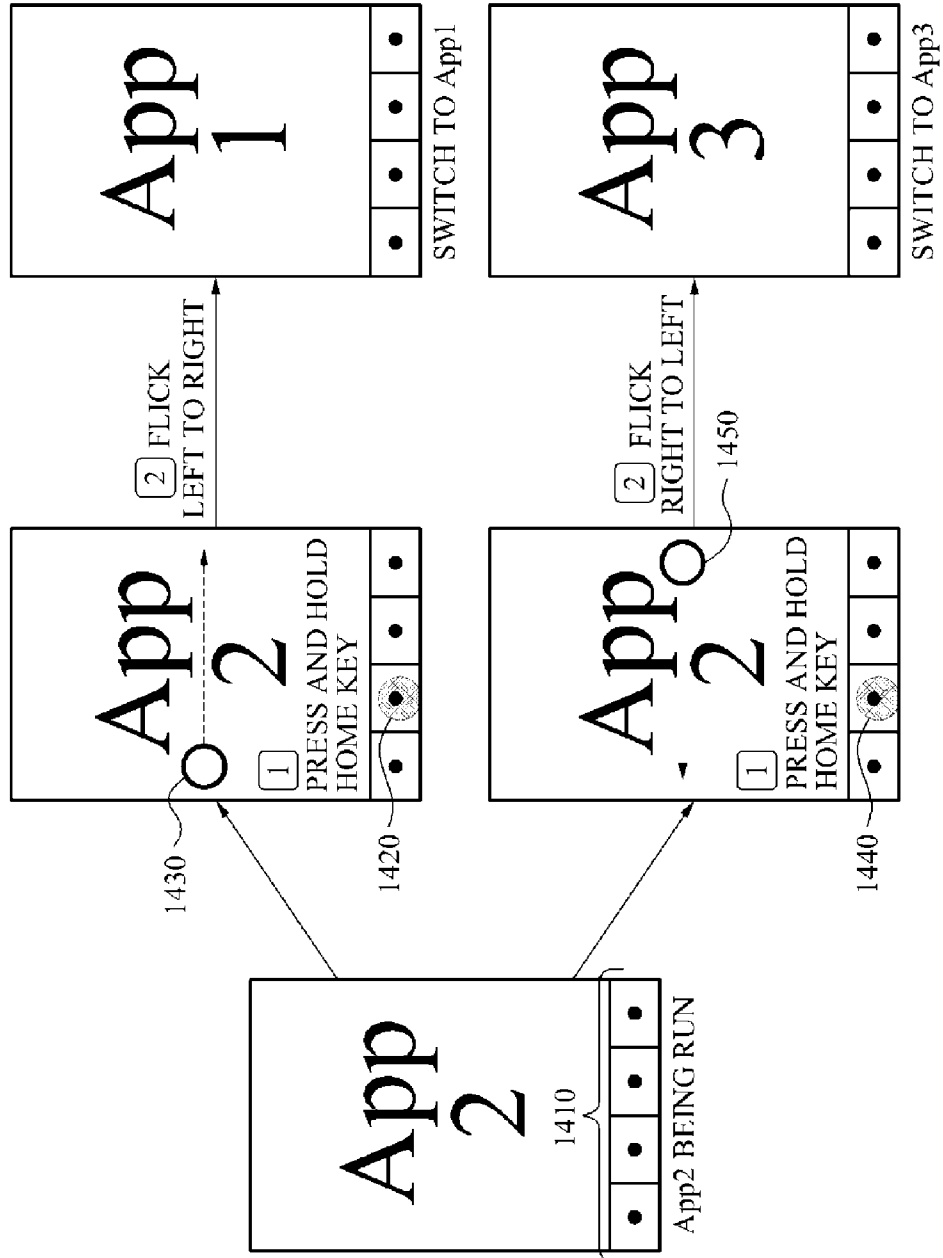 App
2
1410
App2 BEING RUN
1430
App
2
1
PRESS AND HOLD
HOME KEY
1420
2 FLICK
LEFT TO RIGHT
App
1
SWITCH TO App1
App
2
1
PRESS AND HOLD
HOME KEY
1440
2 FLICK
RIGHT TO LEFT
1450
App
3
SWITCH TO App3